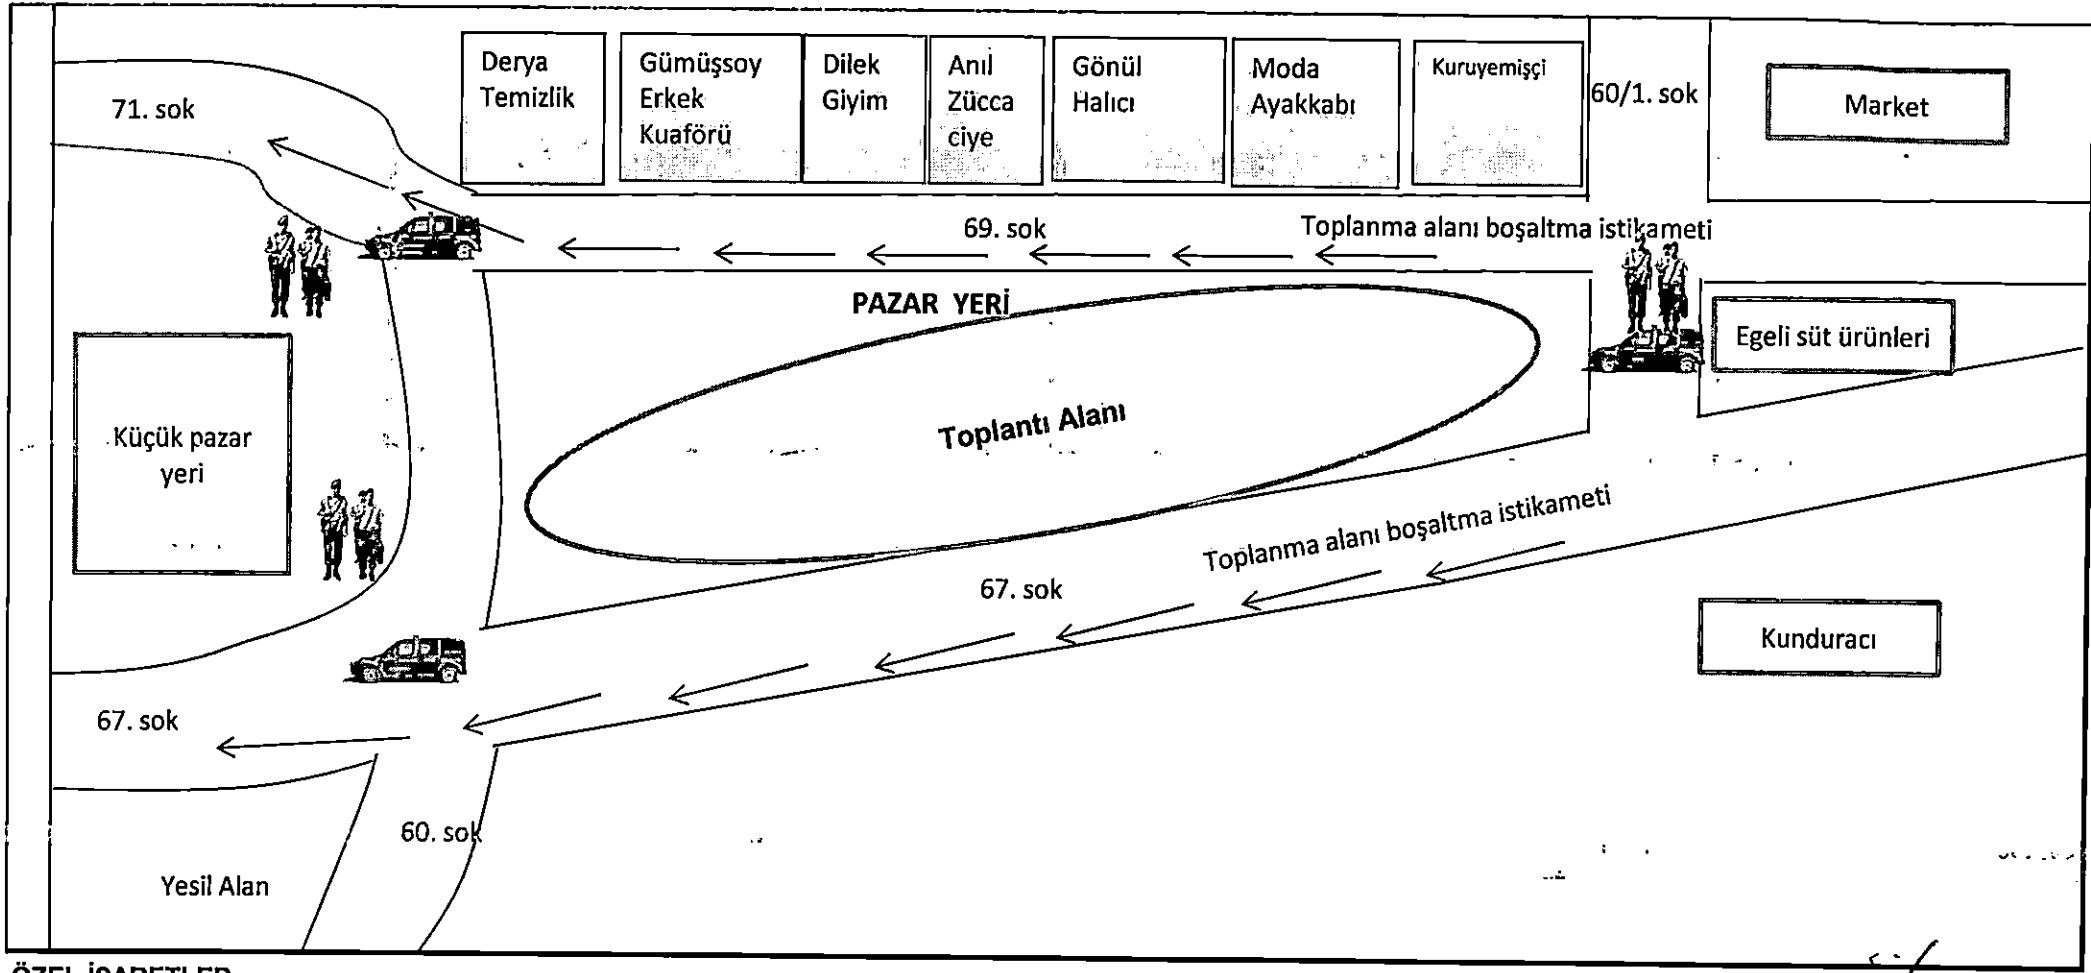 Derya
Temizlik
Gümüşsoy
Erkek
Kuaförü
Dilek
Giyim
Anıl
Zücca
ciye
Gönül
Halıcı
Moda
Ayakkabı
Kuruyemişçi
60/1. sok
Market
71. sok
69. sok
Toplanma alanı boşaltma istikameti
PAZAR YERİ
Egeli süt ürünleri
Toplantı Alanı
Küçük pazar
yeri
Toplanma alanı boşaltma istikameti
67. sok
Kunduracı
67. sok
60. sok
Yesil Alan
ÖZEL İŞARETLER